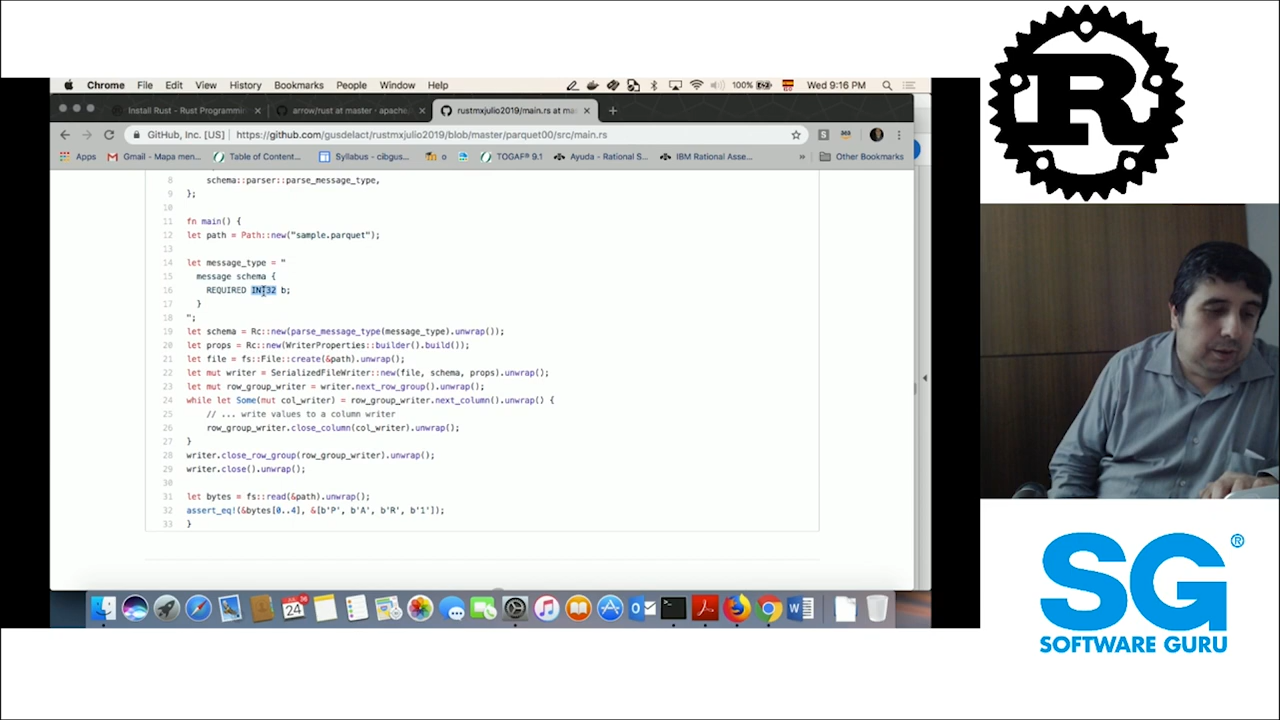 Chrome File Edit View History Bookmarks People Window Help 100% Wed 9:16 PM
Install Rust - Rust Programmi... arrow/rust at master · apache rustmxjulio2019/main.rs at mas
GitHub, Inc. [US] https://github.com/gusdelact/rustmxjulio2019/blob/master/parquet00/src/main.rs
Apps Gmail - Mapa men... Table of Content... Syllabus - cibgus... o TOGAF® 9.1 Ayuda - Rational S... IBM Rational Asse... » Other Bookmarks
8 schema::parser::parse_message_type,
9 };
10
11 fn main() {
12 let path = Path::new("sample.parquet");
13
14 let message_type = "
15 message schema {
16 REQUIRED INT32 b;
17 }
18 ";
19 let schema = Rc::new(parse_message_type(message_type).unwrap());
20 let props = Rc::new(WriterProperties::builder().build());
21 let file = fs::File::create(&path).unwrap();
22 let mut writer = SerializedFileWriter::new(file, schema, props).unwrap();
23 let mut row_group_writer = writer.next_row_group().unwrap();
24 while let Some(mut col_writer) = row_group_writer.next_column().unwrap() {
25 // ... write values to a column writer
26 row_group_writer.close_column(col_writer).unwrap();
27 }
28 writer.close_row_group(row_group_writer).unwrap();
29 writer.close().unwrap();
30
31 let bytes = fs::read(&path).unwrap();
32 assert_eq!(&bytes[0..4], &[b'P', b'A', b'R', b'1']);
33 }
24
R
SG®
SOFTWARE GURU